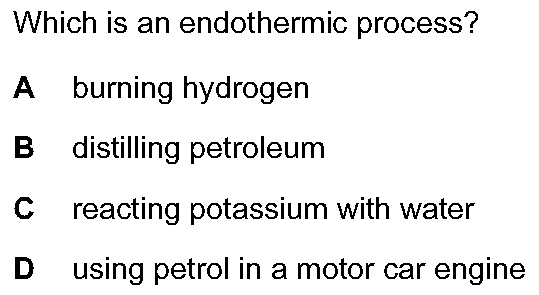 Which is an endothermic process?
A burning hydrogen
B distilling petroleum
C reacting potassium with water
D using petrol in a motor car engine